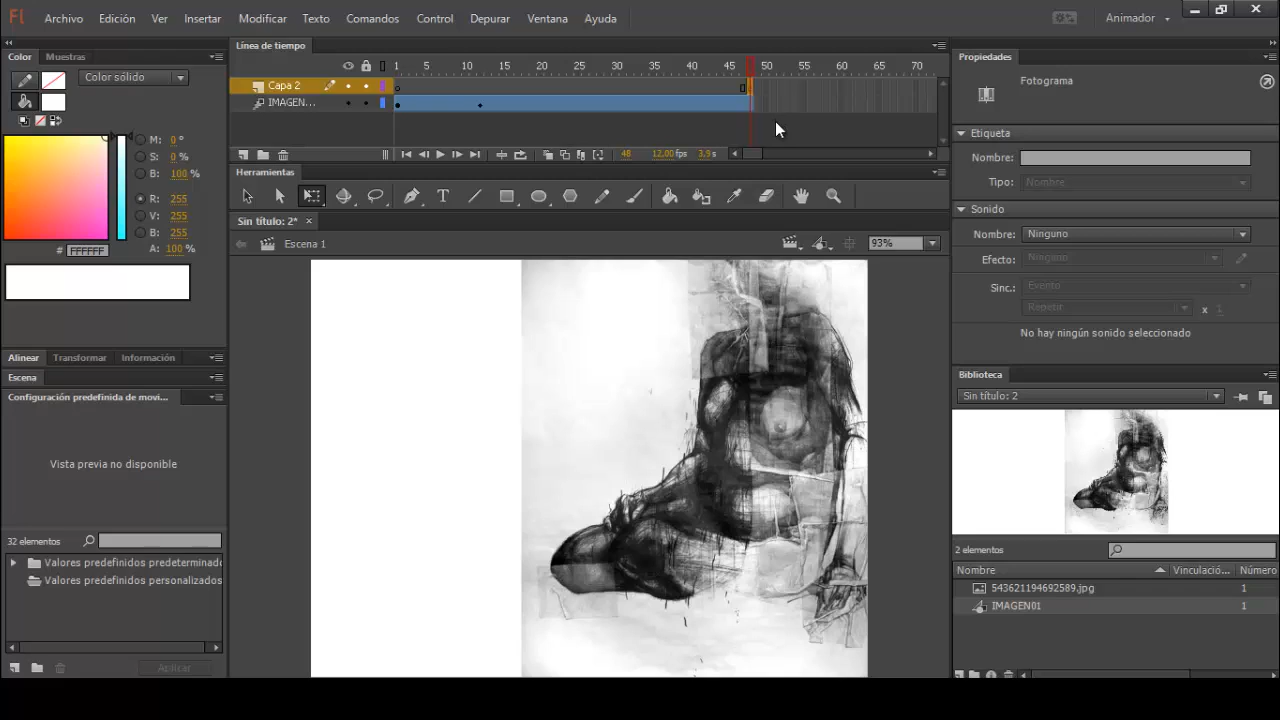 Fl Archivo Edición Ver Insertar Modificar Texto Comandos Control Depurar Ventana Ayuda Animador
Color Muestras
Color sólido
M: 0 °
S: 0 %
B: 100 %
R: 255
V: 255
B: 255
# FFFFFF A: 100 %
Alinear Transformar Información
Escena
Configuración predefinida de movi...
Vista previa no disponible
32 elementos
Valores predefinidos predeterminado
Valores predefinidos personalizados
Aplicar
Línea de tiempo
1 5 10 15 20 25 30 35 40 45 50 55 60 65 70
Capa 2
IMAGEN...
48 12,00 fps 3,9 s
Herramientas
Sin título: 2* ×
Escena 1 93%
Propiedades
Fotograma
Etiqueta
Nombre:
Tipo: Nombre
Sonido
Nombre: Ninguno
Efecto: Ninguno
Sinc.: Evento
Repetir x 1
No hay ningún sonido seleccionado
Biblioteca
Sin título: 2
2 elementos
Nombre Vinculació... Número
543621194692589.jpg 1
IMAGEN01 1